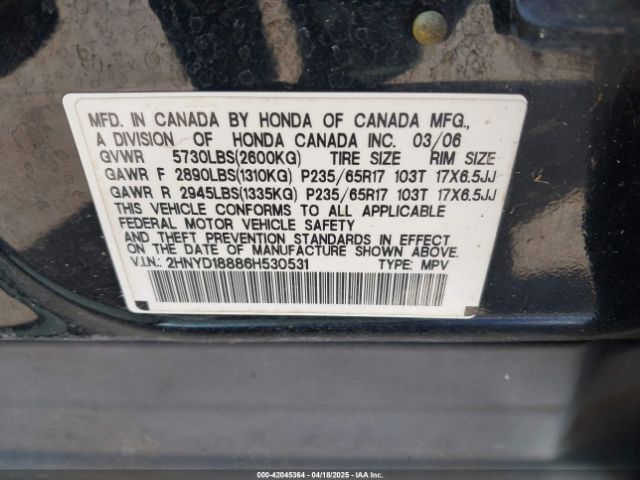 MFD. IN CANADA BY HONDA OF CANADA MFG.,
A DIVISION OF HONDA CANADA INC. 03/06
GVWR 5730LBS(2600KG) TIRE SIZE RIM SIZE
GAWR F 2890LBS(1310KG) P235/65R17 103T 17X6.5JJ
GAWR R 2945LBS(1335KG) P235/65R17 103T 17X6.5JJ
THIS VEHICLE CONFORMS TO ALL APPLICABLE
FEDERAL MOTOR VEHICLE SAFETY
AND THEFT PREVENTION STANDARDS IN EFFECT
ON THE DATE OF MANUFACTURE SHOWN ABOVE.
V.I.N.: 2HNYD18886H530531 TYPE: MPV
000-42045364 - 04/18/2025 - COPYRIGHT © IAA, INC.